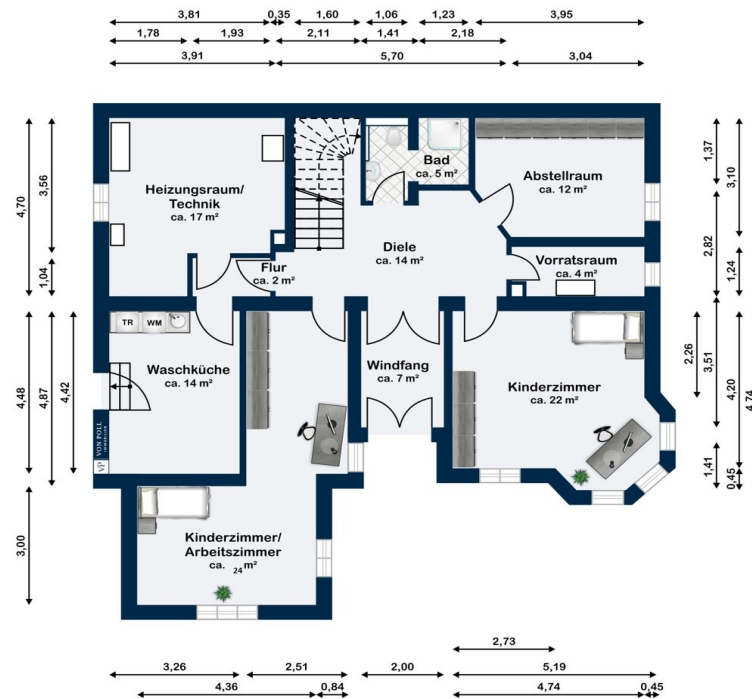 3,81
0,35
1,60
1,06
1,23
3,95
1,78
1,93
2,11
1,41
2,18
3,91
5,70
3,04
4,70
3,56
1,04
Heizungsraum/
Technik
ca. 17 m²
Bad
ca. 5 m²
Abstellraum
ca. 12 m²
1,37
3,10
2,82
Diele
ca. 14 m²
Flur
ca. 2 m²
Vorratsraum
ca. 4 m²
1,24
TR
WM
Waschküche
ca. 14 m²
Windfang
ca. 7 m²
Kinderzimmer
ca. 22 m²
4,48
4,87
4,42
2,26
3,51
4,20
4,74
1,41
0,45
VP
VON POLL
IMMOBILIEN
3,00
Kinderzimmer/
Arbeitszimmer
ca. 24 m²
2,73
3,26
2,51
2,00
5,19
4,36
0,84
4,74
0,45